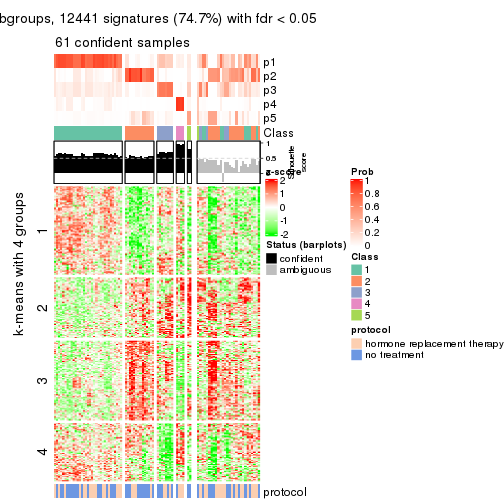 bgroups, 12441 signatures (74.7%) with fdr < 0.05
61 confident samples
p1
p2
p3
p4
p5
Class
1
0.5
0
silhouette
score
z-score
2
1
0
-1
-2
Prob
1
0.8
0.6
0.4
0.2
0
Status (barplots)
confident
ambiguous
Class
1
2
3
4
5
protocol
hormone replacement therapy
no treatment
k-means with 4 groups
1
2
3
4
protocol